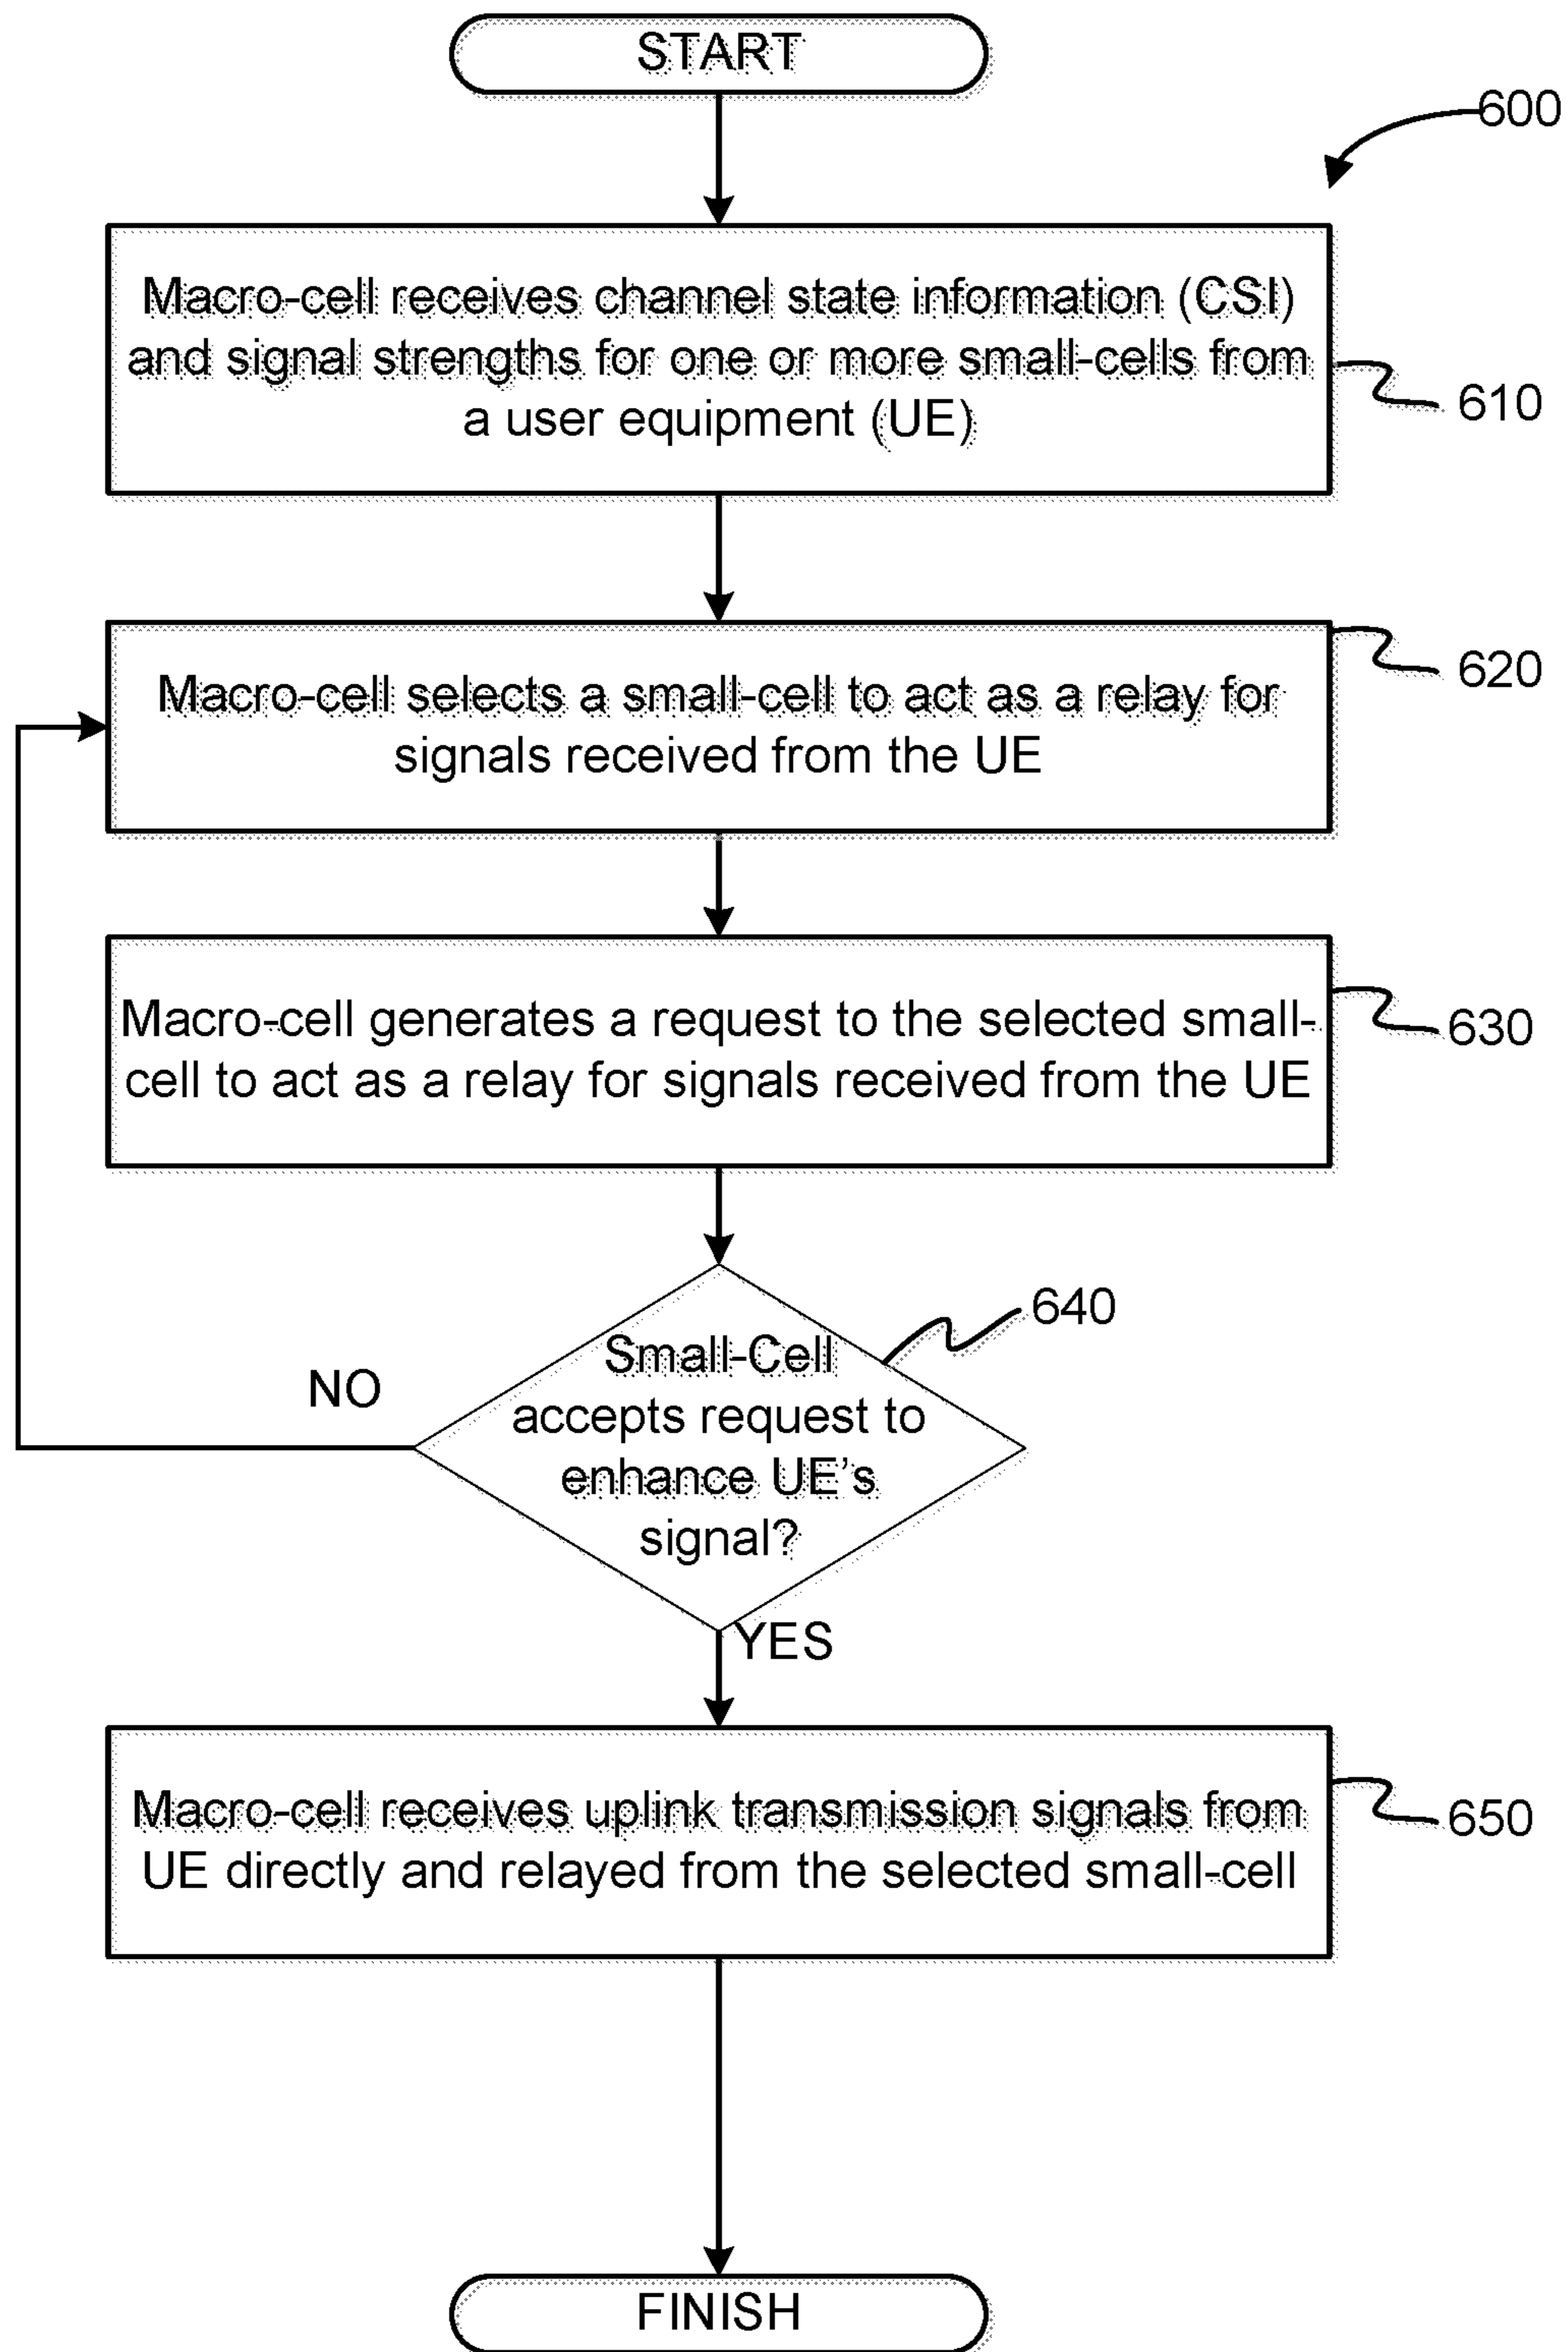 START
600
Macro-cell receives channel state information (CSI)
and signal strengths for one or more small-cells from
a user equipment (UE)
610
Macro-cell selects a small-cell to act as a relay for
signals received from the UE
620
Macro-cell generates a request to the selected small-
cell to act as a relay for signals received from the UE
630
Small-Cell
accepts request to
enhance UE's
signal?
640
NO
YES
Macro-cell receives uplink transmission signals from
UE directly and relayed from the selected small-cell
650
FINISH